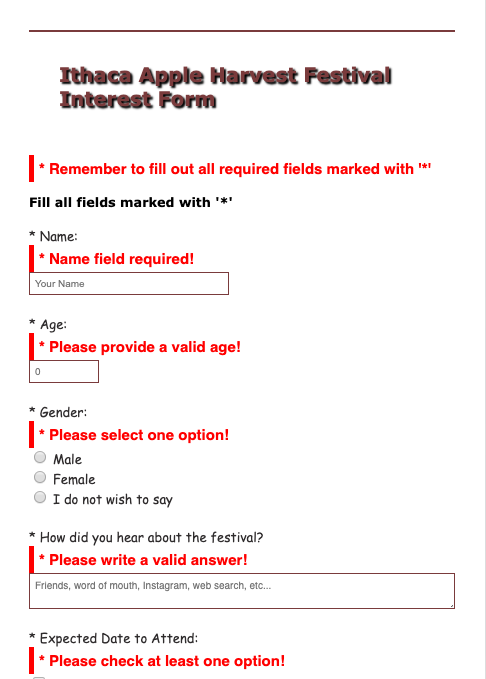 Ithaca Apple Harvest Festival
Interest Form
* Remember to fill out all required fields marked with '*'
Fill all fields marked with '*'
* Name:
* Name field required!
Your Name
* Age:
* Please provide a valid age!
0
* Gender:
* Please select one option!
Male
Female
I do not wish to say
* How did you hear about the festival?
* Please write a valid answer!
Friends, word of mouth, Instagram, web search, etc...
* Expected Date to Attend:
* Please check at least one option!